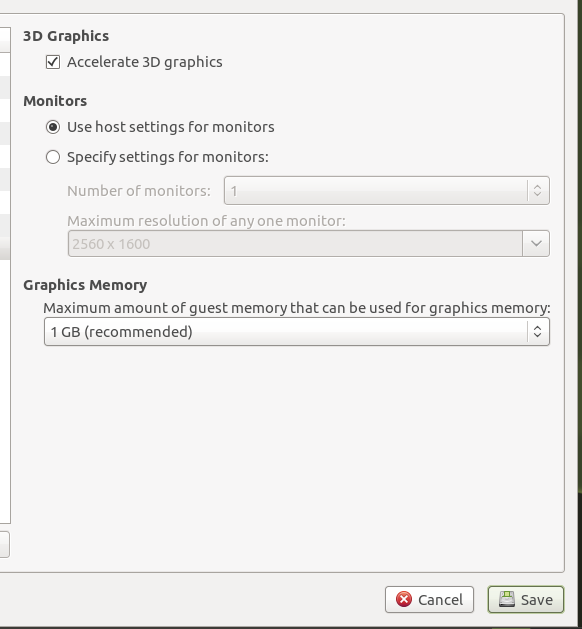 3D Graphics
Accelerate 3D graphics
Monitors
Use host settings for monitors
Specify settings for monitors:
Number of monitors: 1
Maximum resolution of any one monitor:
2560 x 1600
Graphics Memory
Maximum amount of guest memory that can be used for graphics memory:
1 GB (recommended)
Cancel Save